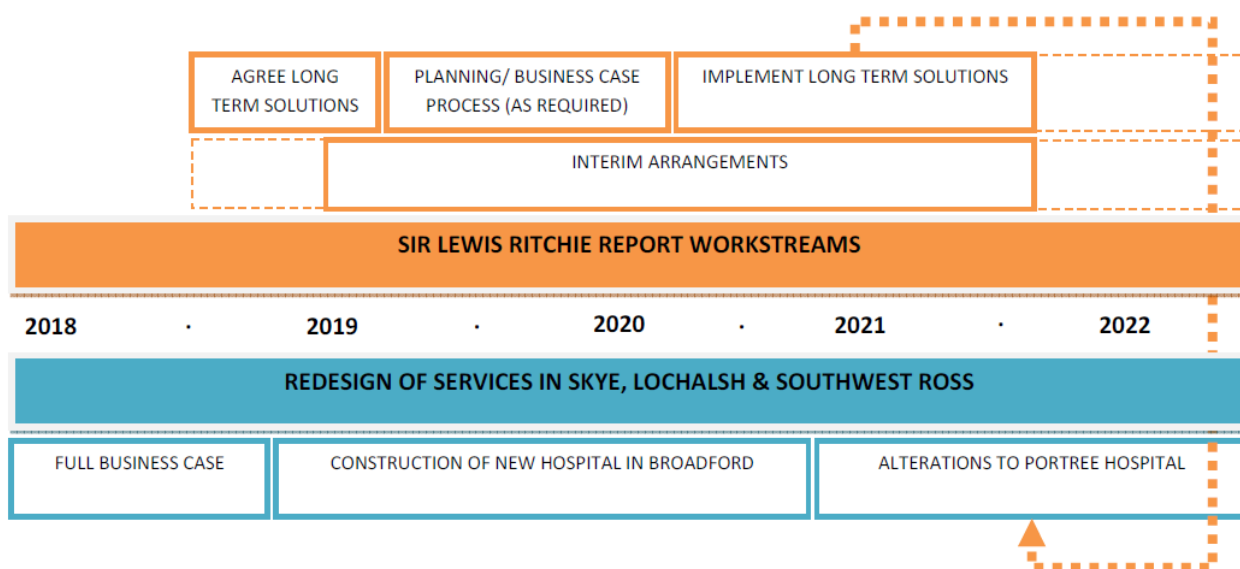 AGREE LONG
TERM SOLUTIONS
PLANNING/ BUSINESS CASE
PROCESS (AS REQUIRED)
IMPLEMENT LONG TERM SOLUTIONS
INTERIM ARRANGEMENTS
SIR LEWIS RITCHIE REPORT WORKSTREAMS
2018 · 2019 · 2020 · 2021 · 2022
REDESIGN OF SERVICES IN SKYE, LOCHALSH & SOUTHWEST ROSS
FULL BUSINESS CASE
CONSTRUCTION OF NEW HOSPITAL IN BROADFORD
ALTERATIONS TO PORTREE HOSPITAL